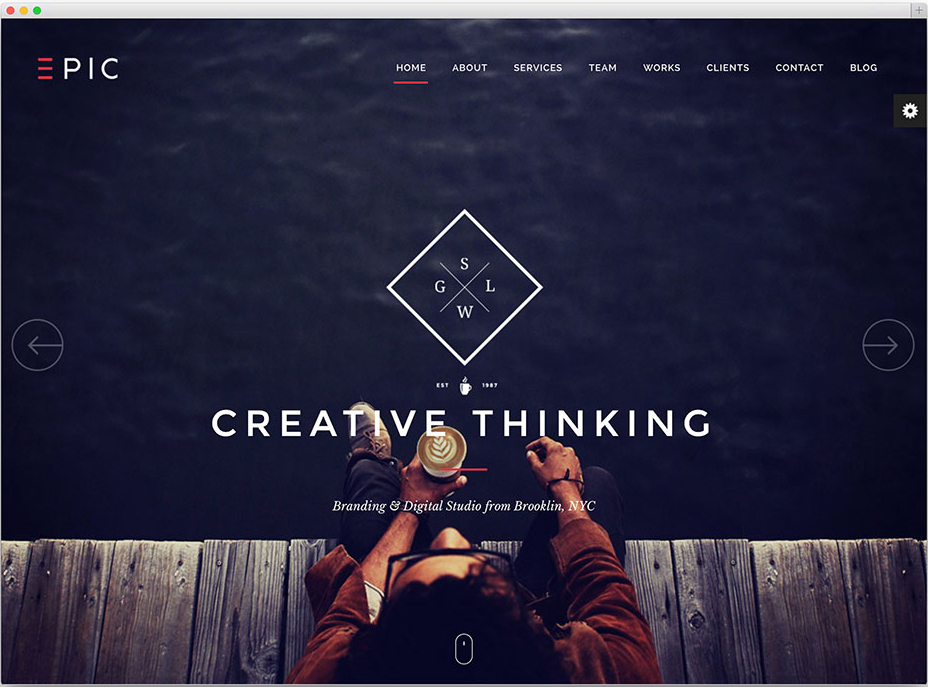 EPIC
HOME ABOUT SERVICES TEAM WORKS CLIENTS CONTACT BLOG
S
G L
W
EST 1987
CREATIVE THINKING
Branding & Digital Studio from Brooklin, NYC